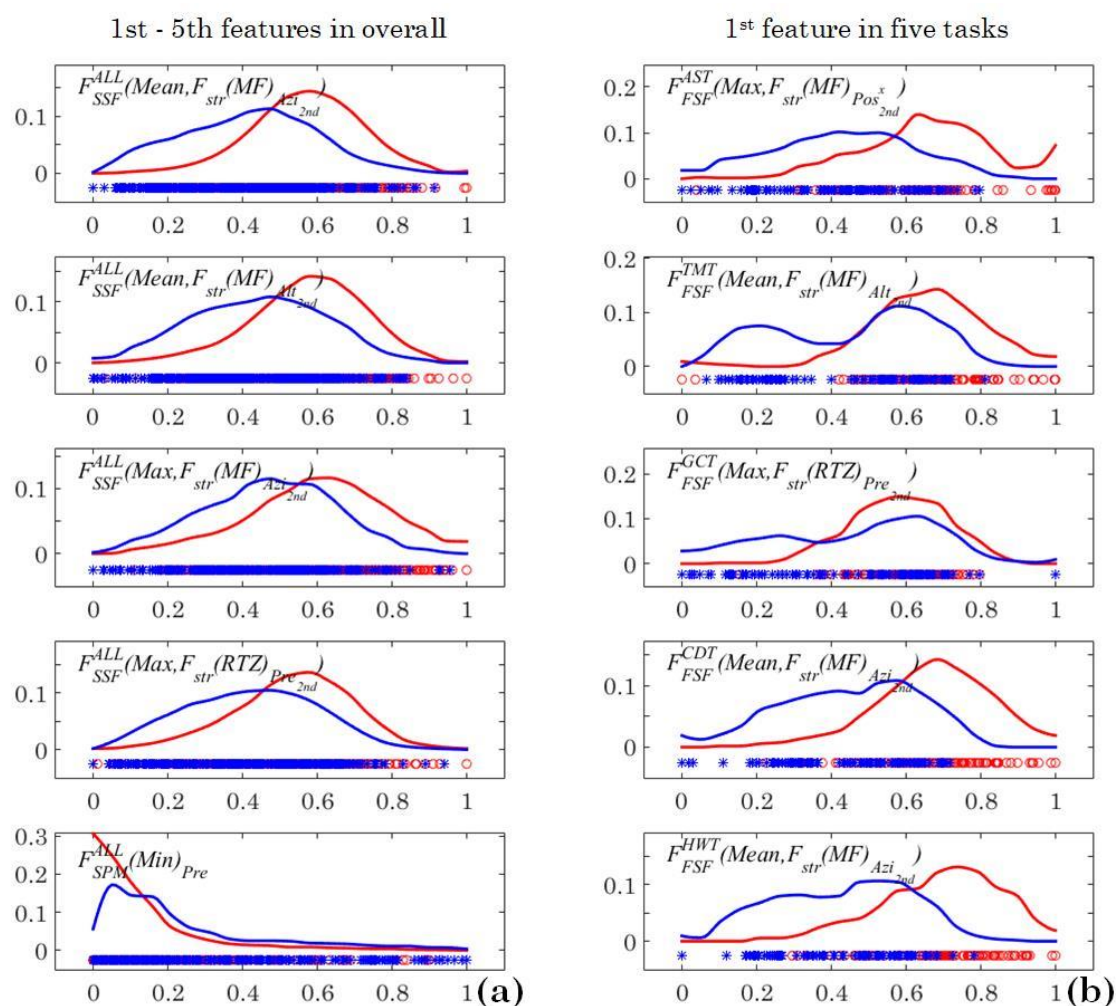 1st - 5th features in overall
F_{SSF}^{ALL}(Mean,F_{str}(MF)_{Azi_{2nd}})
0.1
0
0 0.2 0.4 0.6 0.8 1
F_{SSF}^{ALL}(Mean,F_{str}(MF)_{Alt_{2nd}})
0.1
0
0 0.2 0.4 0.6 0.8 1
F_{SSF}^{ALL}(Max,F_{str}(MF)_{Azi_{2nd}})
0.1
0
0 0.2 0.4 0.6 0.8 1
F_{SSF}^{ALL}(Max,F_{str}(RTZ)_{Pre_{2nd}})
0.1
0
0 0.2 0.4 0.6 0.8 1
F_{SPM}^{ALL}(Min)_{Pre}
0.3
0.2
0.1
0
0 0.2 0.4 0.6 0.8 1
(a)
1st feature in five tasks
F_{FSF}^{AST}(Max,F_{str}(MF)_{Pos_{2nd}^{x}})
0.2
0.1
0
0 0.2 0.4 0.6 0.8 1
F_{FSF}^{TMT}(Mean,F_{str}(MF)_{Alt_{2nd}})
0.2
0.1
0
0 0.2 0.4 0.6 0.8 1
F_{FSF}^{GCT}(Max,F_{str}(RTZ)_{Pre_{2nd}})
0.2
0.1
0
0 0.2 0.4 0.6 0.8 1
F_{FSF}^{CDT}(Mean,F_{str}(MF)_{Azi_{2nd}})
0.1
0
0 0.2 0.4 0.6 0.8 1
F_{FSF}^{HWT}(Mean,F_{str}(MF)_{Azi_{2nd}})
0.1
0
0 0.2 0.4 0.6 0.8 1
(b)